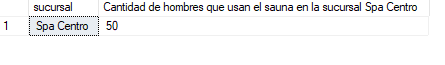 sucursal Cantidad de hombres que usan el sauna en la sucursal Spa Centro
1 Spa Centro 50